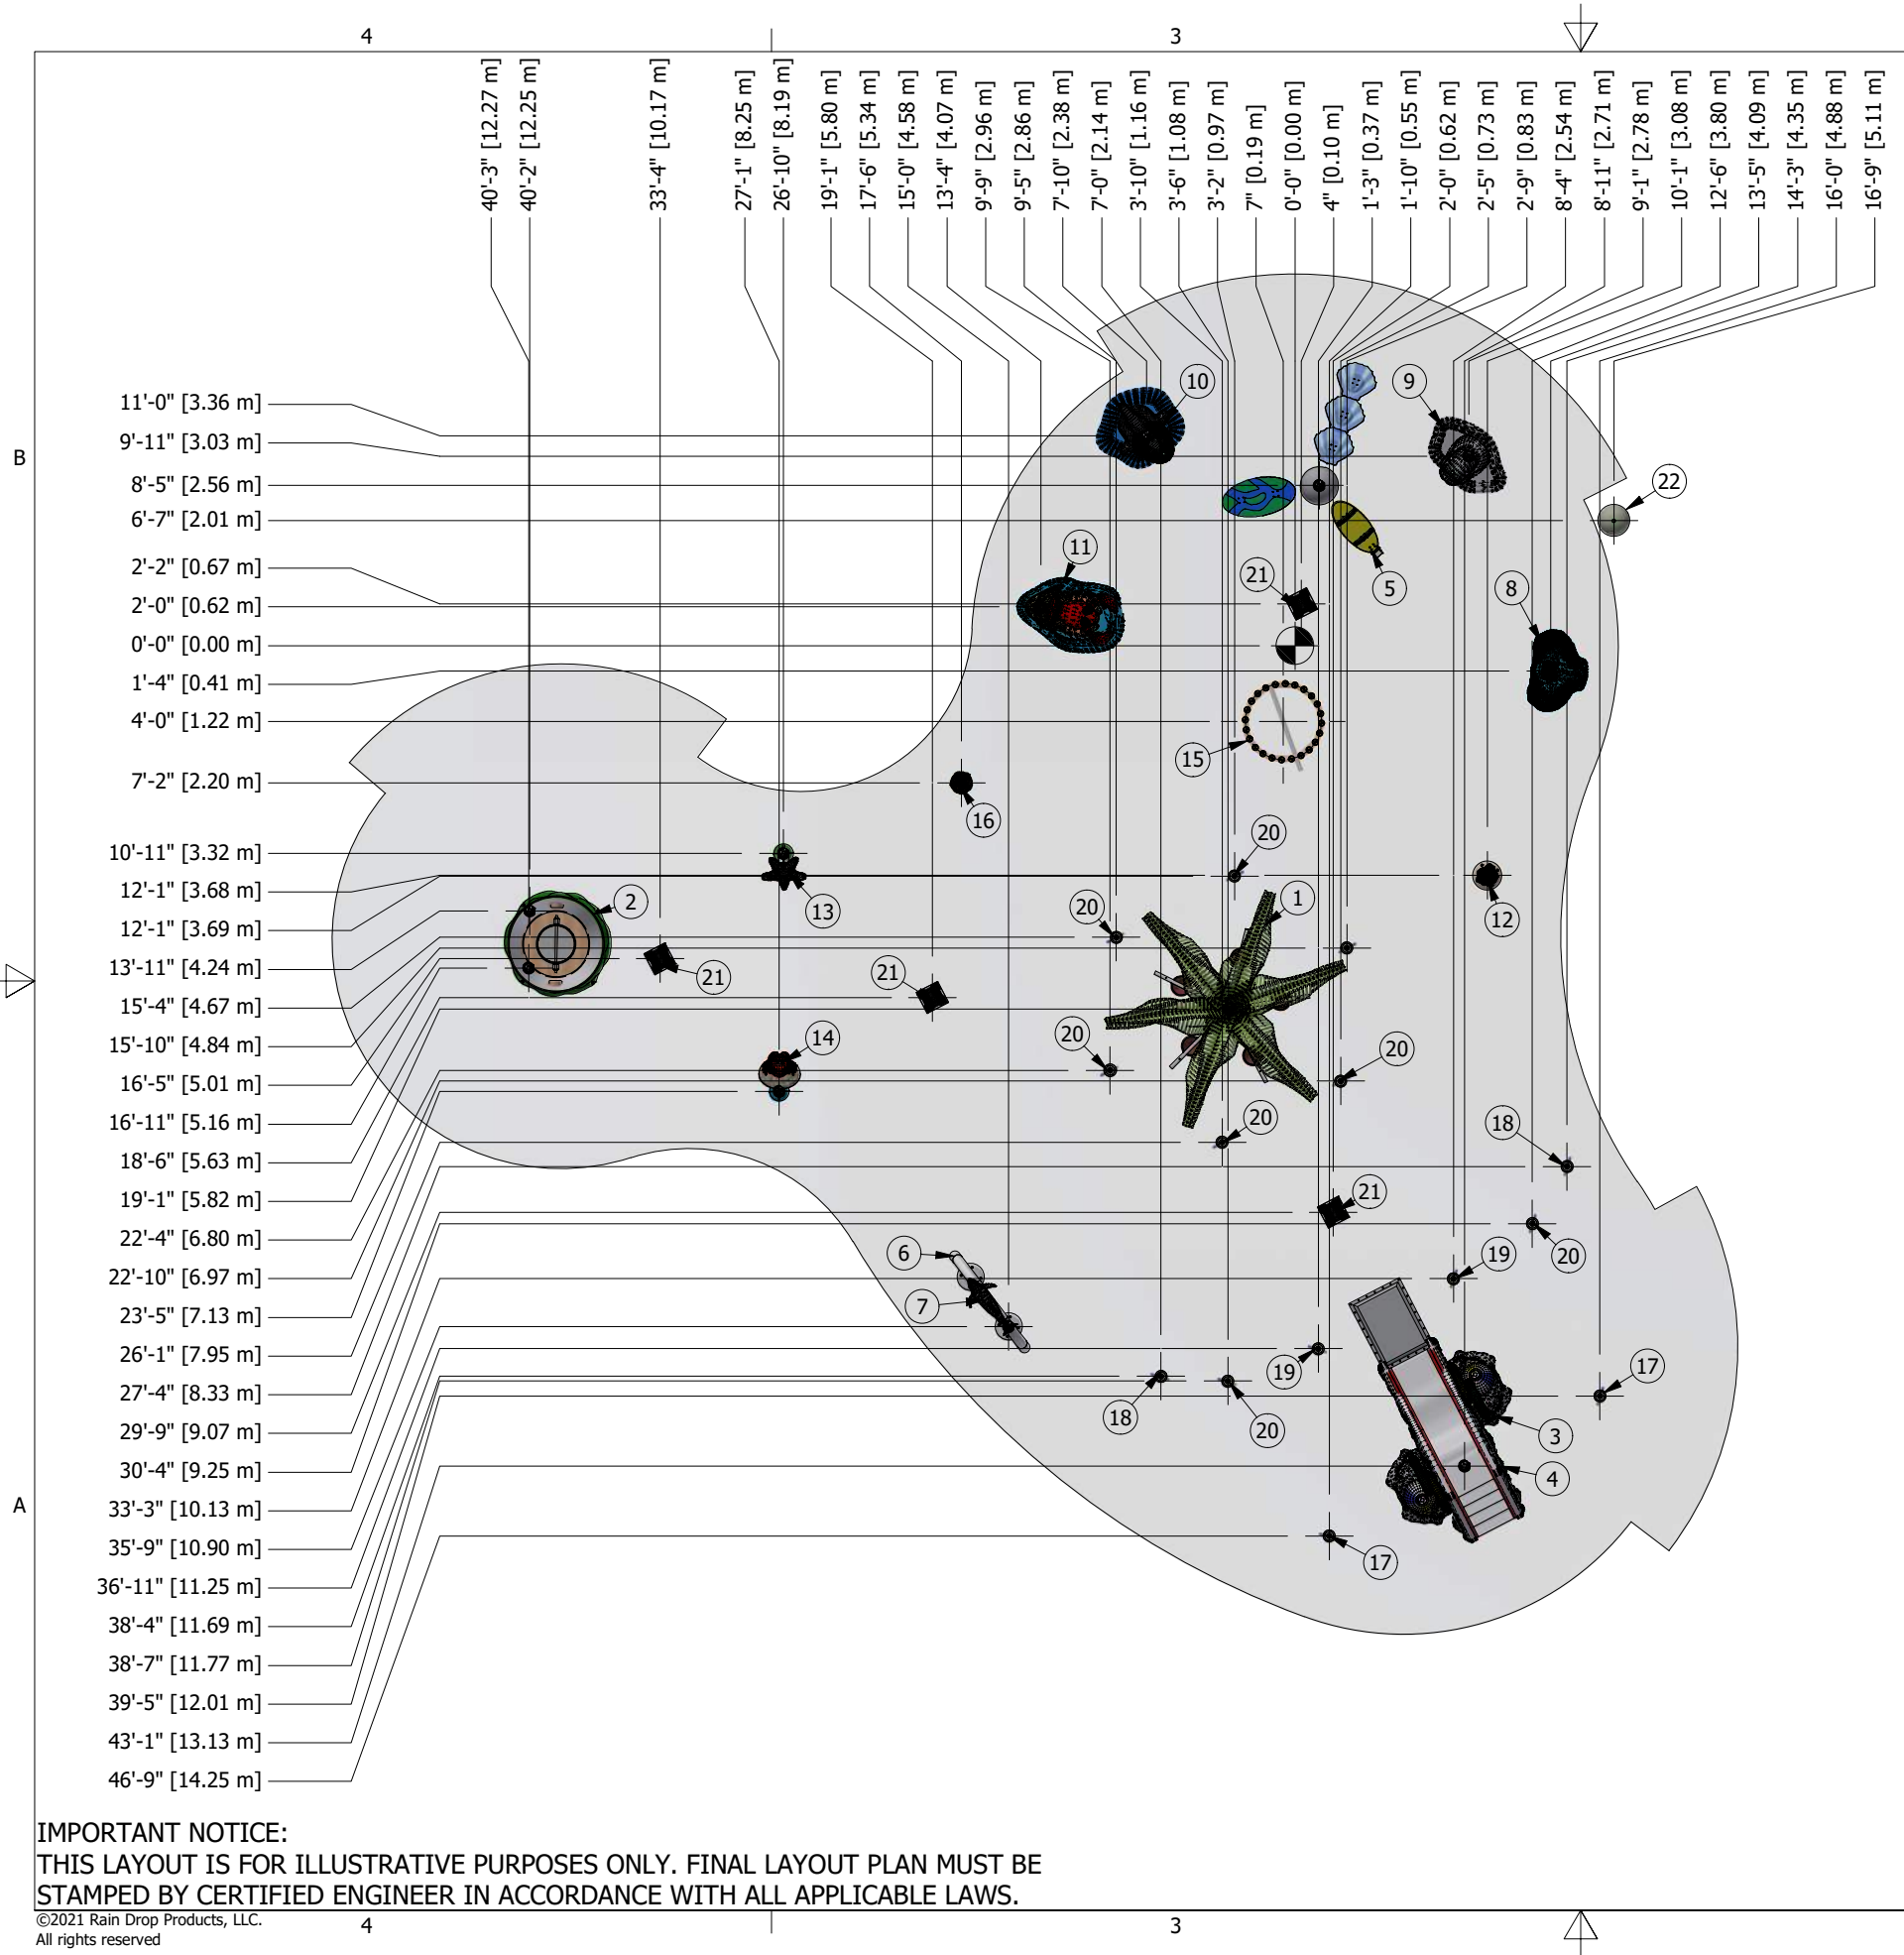 4
3
40'-3" [12.27 m]
40'-2" [12.25 m]
33'-4" [10.17 m]
27'-1" [8.25 m]
26'-10" [8.19 m]
19'-1" [5.80 m]
17'-6" [5.34 m]
15'-0" [4.58 m]
13'-4" [4.07 m]
9'-9" [2.96 m]
9'-5" [2.86 m]
7'-10" [2.38 m]
7'-0" [2.14 m]
3'-10" [1.16 m]
3'-6" [1.08 m]
3'-2" [0.97 m]
7" [0.19 m]
0'-0" [0.00 m]
4" [0.10 m]
1'-3" [0.37 m]
1'-10" [0.55 m]
2'-0" [0.62 m]
2'-5" [0.73 m]
2'-9" [0.83 m]
8'-4" [2.54 m]
8'-11" [2.71 m]
9'-1" [2.78 m]
10'-1" [3.08 m]
12'-6" [3.80 m]
13'-5" [4.09 m]
14'-3" [4.35 m]
16'-0" [4.88 m]
16'-9" [5.11 m]
11'-0" [3.36 m]
9'-11" [3.03 m]
8'-5" [2.56 m]
6'-7" [2.01 m]
2'-2" [0.67 m]
2'-0" [0.62 m]
0'-0" [0.00 m]
1'-4" [0.41 m]
4'-0" [1.22 m]
7'-2" [2.20 m]
10'-11" [3.32 m]
12'-1" [3.68 m]
12'-1" [3.69 m]
13'-11" [4.24 m]
15'-4" [4.67 m]
15'-10" [4.84 m]
16'-5" [5.01 m]
16'-11" [5.16 m]
18'-6" [5.63 m]
19'-1" [5.82 m]
22'-4" [6.80 m]
22'-10" [6.97 m]
23'-5" [7.13 m]
26'-1" [7.95 m]
27'-4" [8.33 m]
29'-9" [9.07 m]
30'-4" [9.25 m]
33'-3" [10.13 m]
35'-9" [10.90 m]
36'-11" [11.25 m]
38'-4" [11.69 m]
38'-7" [11.77 m]
39'-5" [12.01 m]
43'-1" [13.13 m]
46'-9" [14.25 m]
B
A
10
9
22
11
21
5
8
15
16
20
1
2
13
20
12
21
21
14
20
20
20
18
21
6
19
20
7
19
17
18
20
3
4
17
IMPORTANT NOTICE:
THIS LAYOUT IS FOR ILLUSTRATIVE PURPOSES ONLY. FINAL LAYOUT PLAN MUST BE
STAMPED BY CERTIFIED ENGINEER IN ACCORDANCE WITH ALL APPLICABLE LAWS.
©2021 Rain Drop Products, LLC.
All rights reserved
4
3